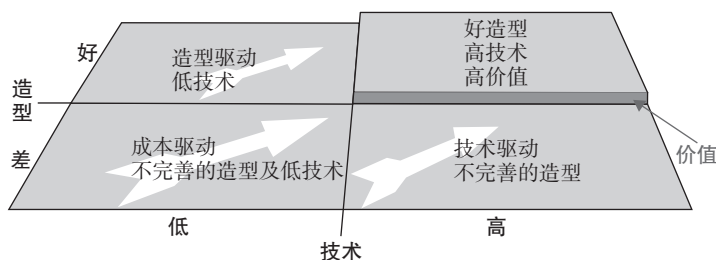 好
造型驱动
低技术
好造型
高技术
高价值
造
型
差
成本驱动
不完善的造型及低技术
技术驱动
不完善的造型
价值
低
高
技术